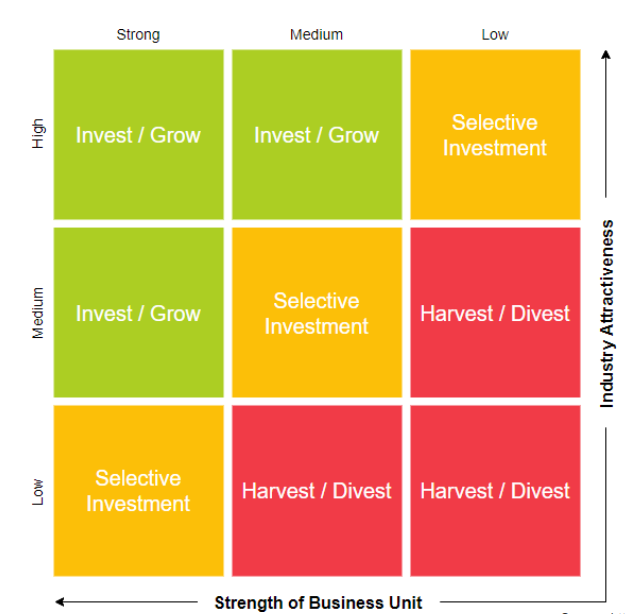 Strong Medium Low
High
Invest / Grow
Invest / Grow
Selective
Investment
Medium
Invest / Grow
Selective
Investment
Harvest / Divest
Low
Selective
Investment
Harvest / Divest
Harvest / Divest
Industry Attractiveness
Strength of Business Unit